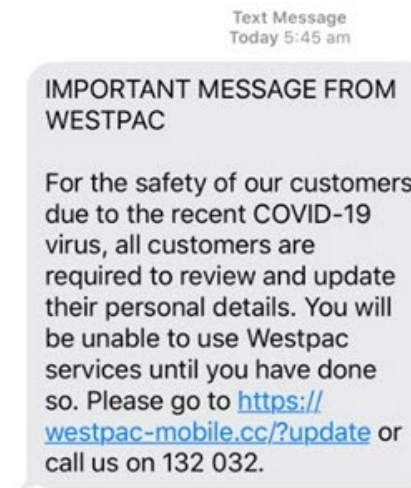 Text Message
Today 5:45 am
IMPORTANT MESSAGE FROM
WESTPAC
For the safety of our customers
due to the recent COVID-19
virus, all customers are
required to review and update
their personal details. You will
be unable to use Westpac
services until you have done
so. Please go to https://
westpac-mobile.cc/?update or
call us on 132 032.